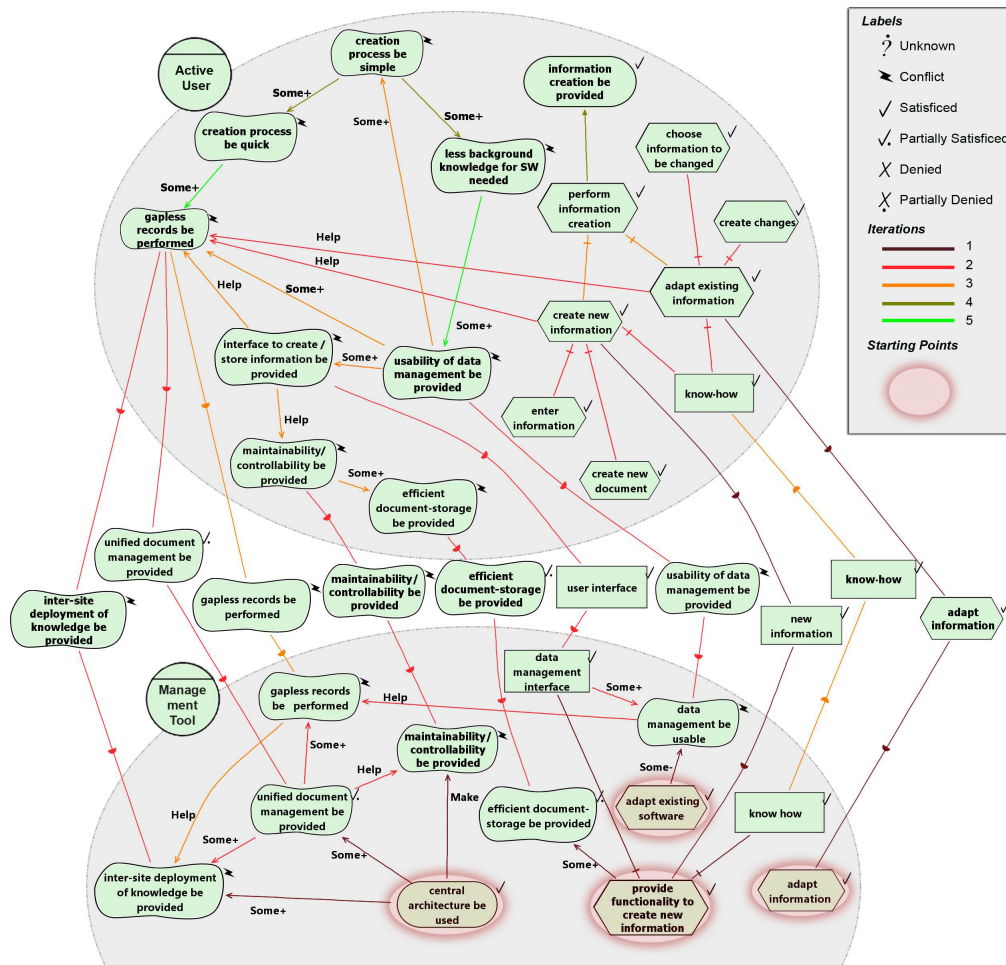 Labels
Unknown
Conflict
Satisficed
Partially Satisficed
Denied
Partially Denied
Iterations
1
2
3
4
5
Starting Points
Active
User
creation
process be
simple
Some+
Some+
Some+
creation process
be quick
Some+
less background
knowledge for SW
needed
information
creation be
provided
choose
information to
be changed
perform
information
creation
create changes
gapless
records be
performed
Help
Help
Help
Some+
adapt existing
information
create new
information
Some+
interface to create /
store information be
provided
Some+
usability of data
management be
provided
know-how
enter
information
Help
create new
document
maintainability/
controllability be
provided
Some+
efficient
document-storage
be provided
unified document
management be
provided
inter-site
deployment of
knowledge be
provided
gapless records be
performed
maintainability/
controllability be
provided
efficient
document-storage
be provided
user interface
usability of data
management be
provided
know-how
new
information
adapt
information
Manage
ment
Tool
gapless records
be  performed
Help
data
management
interface
Some+
data
management be
usable
Some+
maintainability/
controllability be
provided
Help
Some-
Make
unified document
management be
provided
Help
Some+
efficient document-
storage be provided
adapt existing
software
know how
Some+
Some+
inter-site deployment
of knowledge be
provided
Some+
central
architecture be
used
provide
functionality to
create new
information
adapt
information